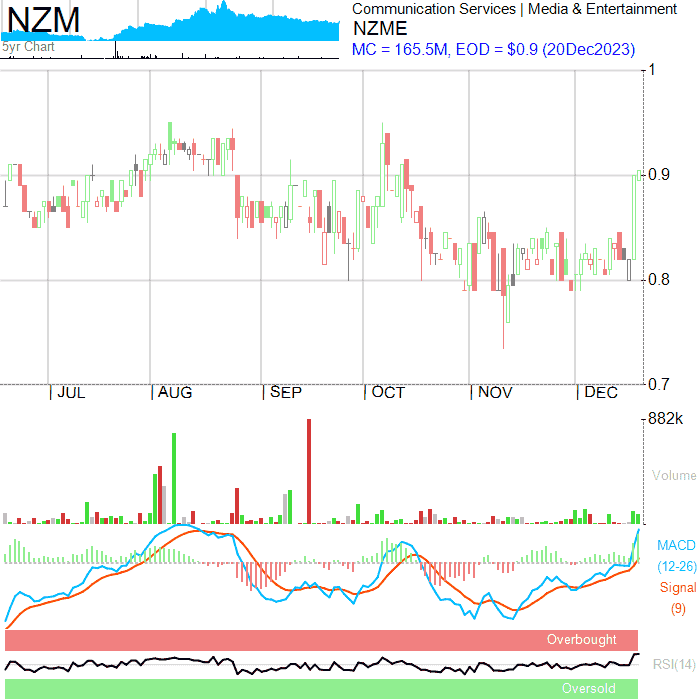 NZM
5yr Chart
Communication Services | Media & Entertainment
NZME
MC = 165.5M, EOD = $0.9 (20Dec2023)
1
0.9
0.8
0.7
| JUL | AUG | SEP | OCT | NOV | DEC
882k
Volume
MACD
(12-26)
Signal
(9)
Overbought
RSI(14)
Oversold